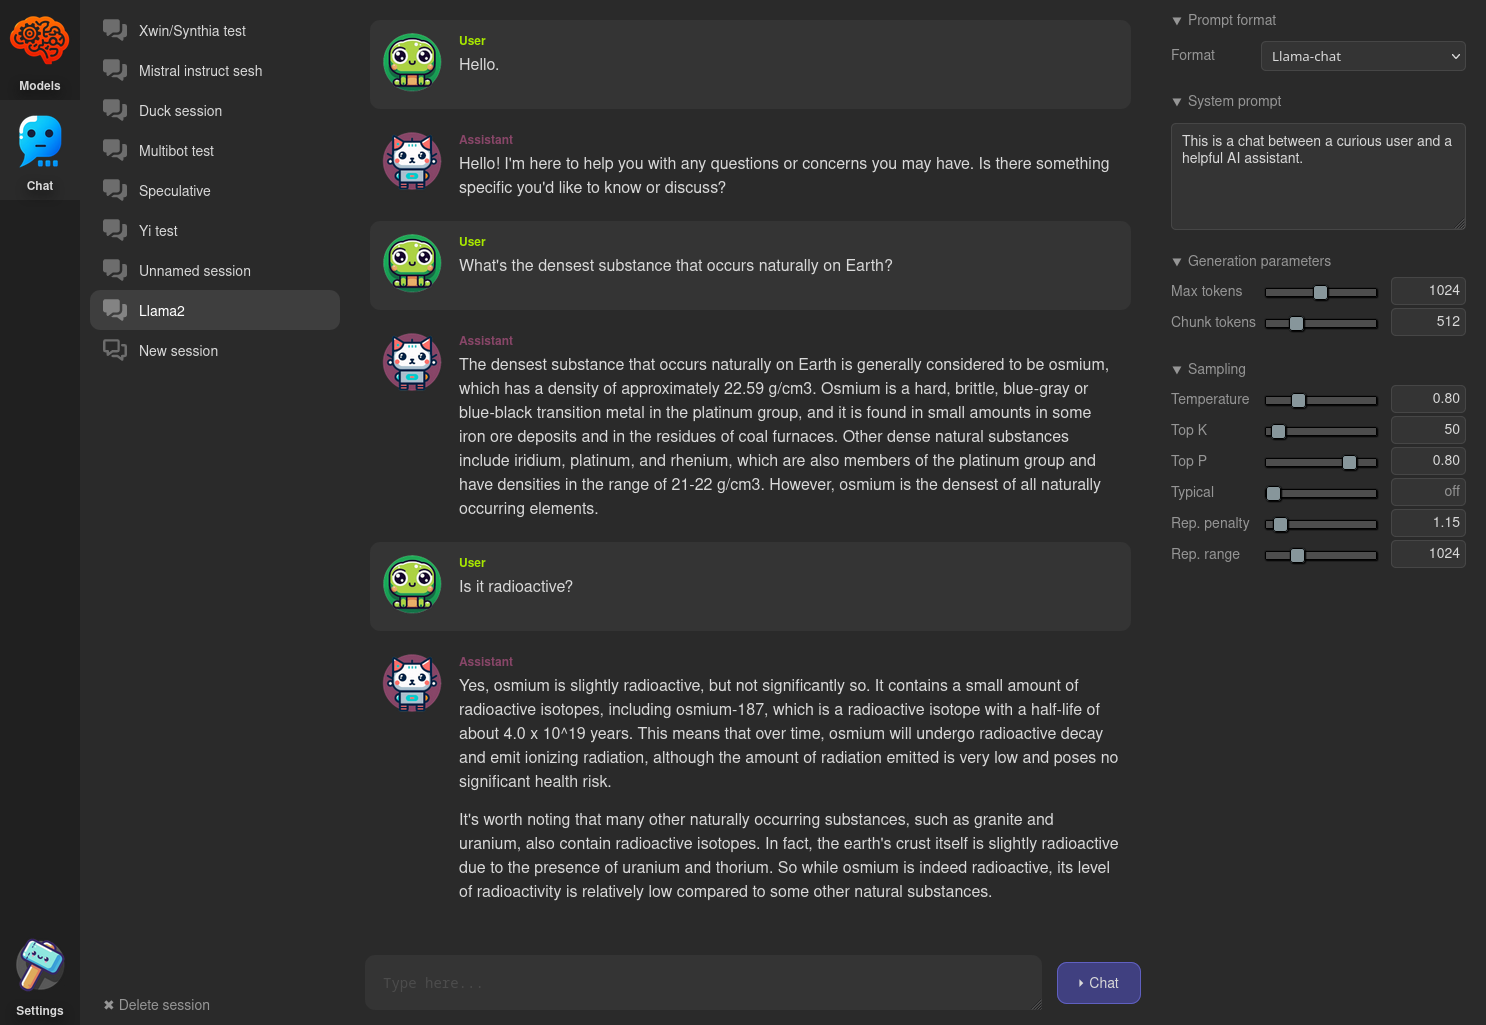 Models
Chat
Settings
Xwin/Synthia test
Mistral instruct sesh
Duck session
Multibot test
Speculative
Yi test
Unnamed session
Llama2
New session
✖ Delete session
User
Hello.
Assistant
Hello! I'm here to help you with any questions or concerns you may have. Is there something
specific you'd like to know or discuss?
User
What's the densest substance that occurs naturally on Earth?
Assistant
The densest substance that occurs naturally on Earth is generally considered to be osmium,
which has a density of approximately 22.59 g/cm3. Osmium is a hard, brittle, blue-gray or
blue-black transition metal in the platinum group, and it is found in small amounts in some
iron ore deposits and in the residues of coal furnaces. Other dense natural substances
include iridium, platinum, and rhenium, which are also members of the platinum group and
have densities in the range of 21-22 g/cm3. However, osmium is the densest of all naturally
occurring elements.
User
Is it radioactive?
Assistant
Yes, osmium is slightly radioactive, but not significantly so. It contains a small amount of
radioactive isotopes, including osmium-187, which is a radioactive isotope with a half-life of
about 4.0 x 10^19 years. This means that over time, osmium will undergo radioactive decay
and emit ionizing radiation, although the amount of radiation emitted is very low and poses no
significant health risk.
It's worth noting that many other naturally occurring substances, such as granite and
uranium, also contain radioactive isotopes. In fact, the earth's crust itself is slightly radioactive
due to the presence of uranium and thorium. So while osmium is indeed radioactive, its level
of radioactivity is relatively low compared to some other natural substances.
Type here...
Chat
Prompt format
Format Llama-chat
System prompt
This is a chat between a curious user and a
helpful AI assistant.
Generation parameters
Max tokens 1024
Chunk tokens 512
Sampling
Temperature 0.80
Top K 50
Top P 0.80
Typical off
Rep. penalty 1.15
Rep. range 1024